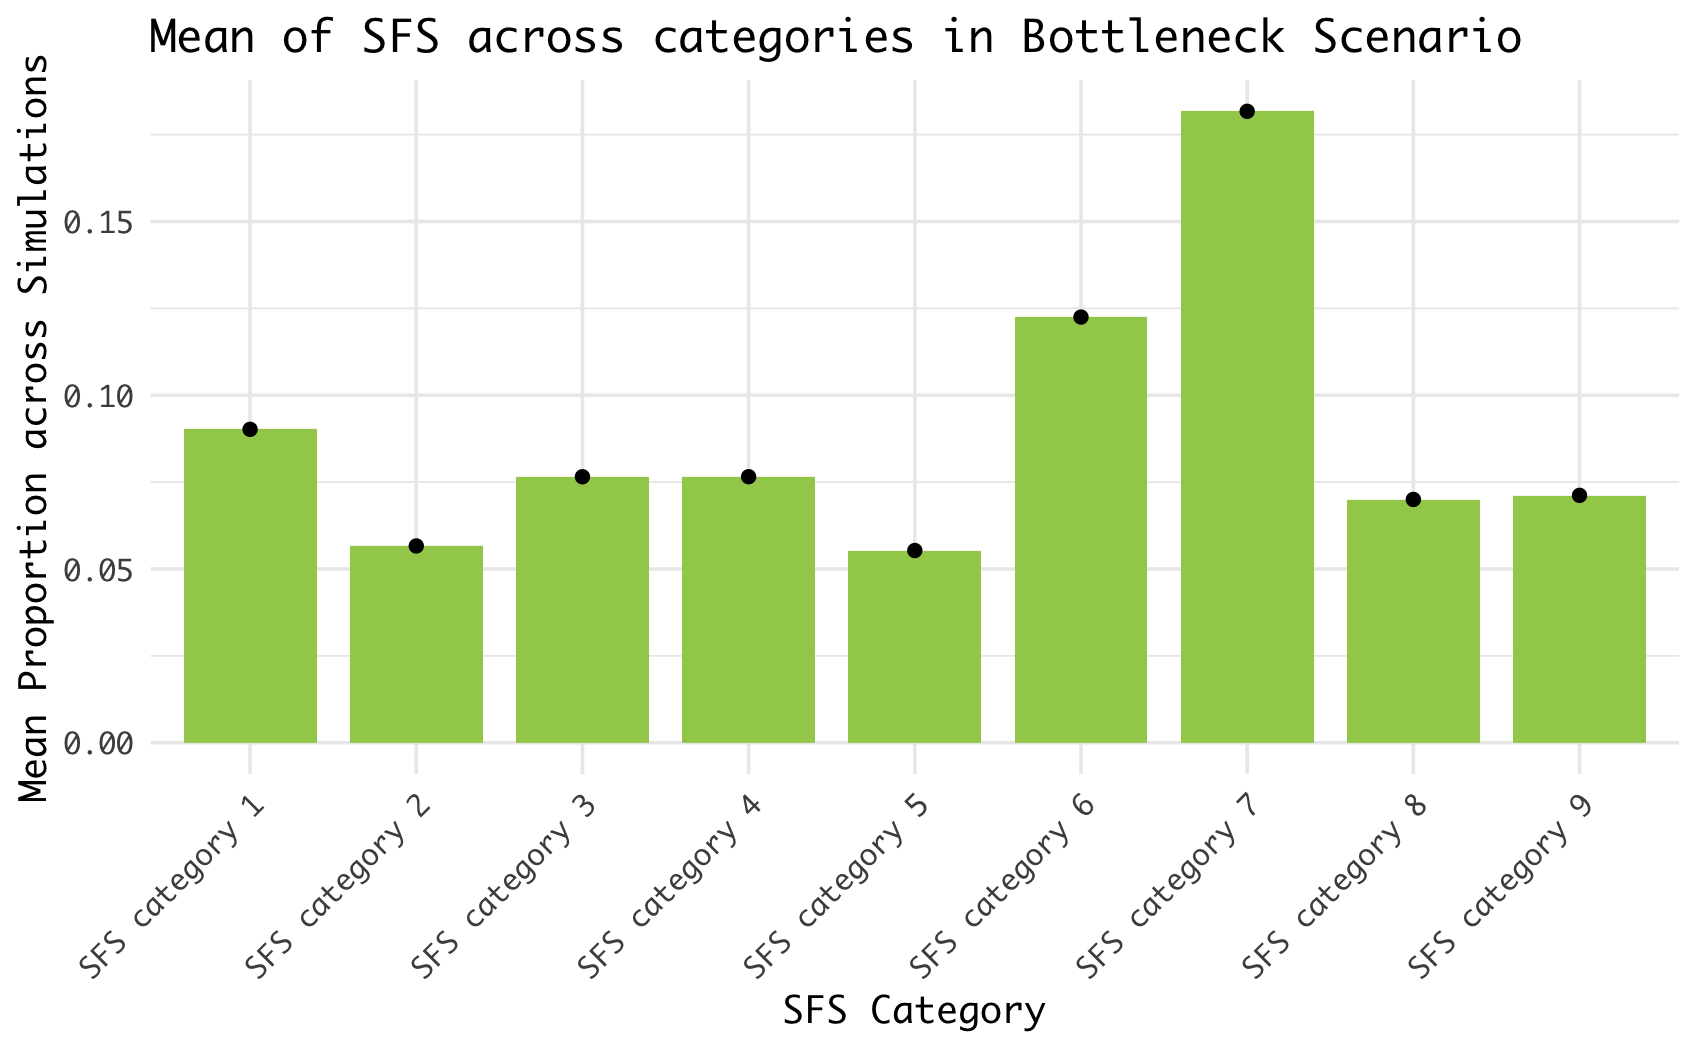 Mean of SFS across categories in Bottleneck Scenario
Mean Proportion across Simulations
0.15
0.10
0.05
0.00
SFS category 1
SFS category 2
SFS category 3
SFS category 4
SFS category 5
SFS category 6
SFS category 7
SFS category 8
SFS category 9
SFS Category